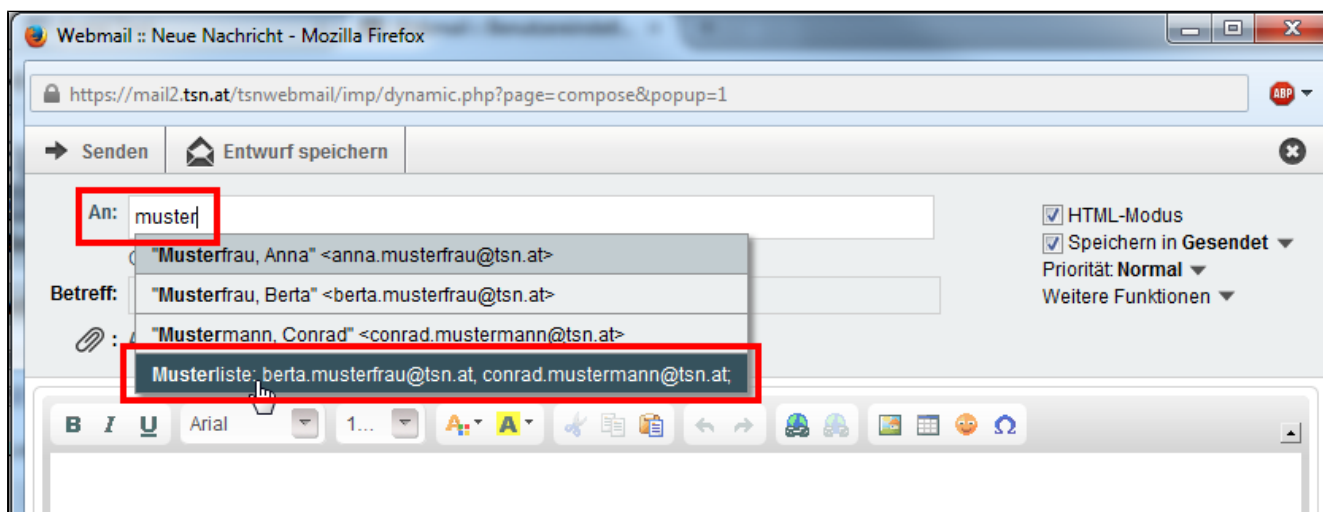 Webmail :: Neue Nachricht - Mozilla Firefox
https://mail2.tsn.at/tsnwebmail/imp/dynamic.php?page=compose&popup=1
ABP
Senden
Entwurf speichern
An: muster
"Musterfrau, Anna" <anna.musterfrau@tsn.at>
"Musterfrau, Berta" <berta.musterfrau@tsn.at>
"Mustermann, Conrad" <conrad.mustermann@tsn.at>
Musterliste: berta.musterfrau@tsn.at, conrad.mustermann@tsn.at;
Betreff:
:
HTML-Modus
Speichern in Gesendet
Priorität: Normal
Weitere Funktionen
B I U Arial 1... A A Ω